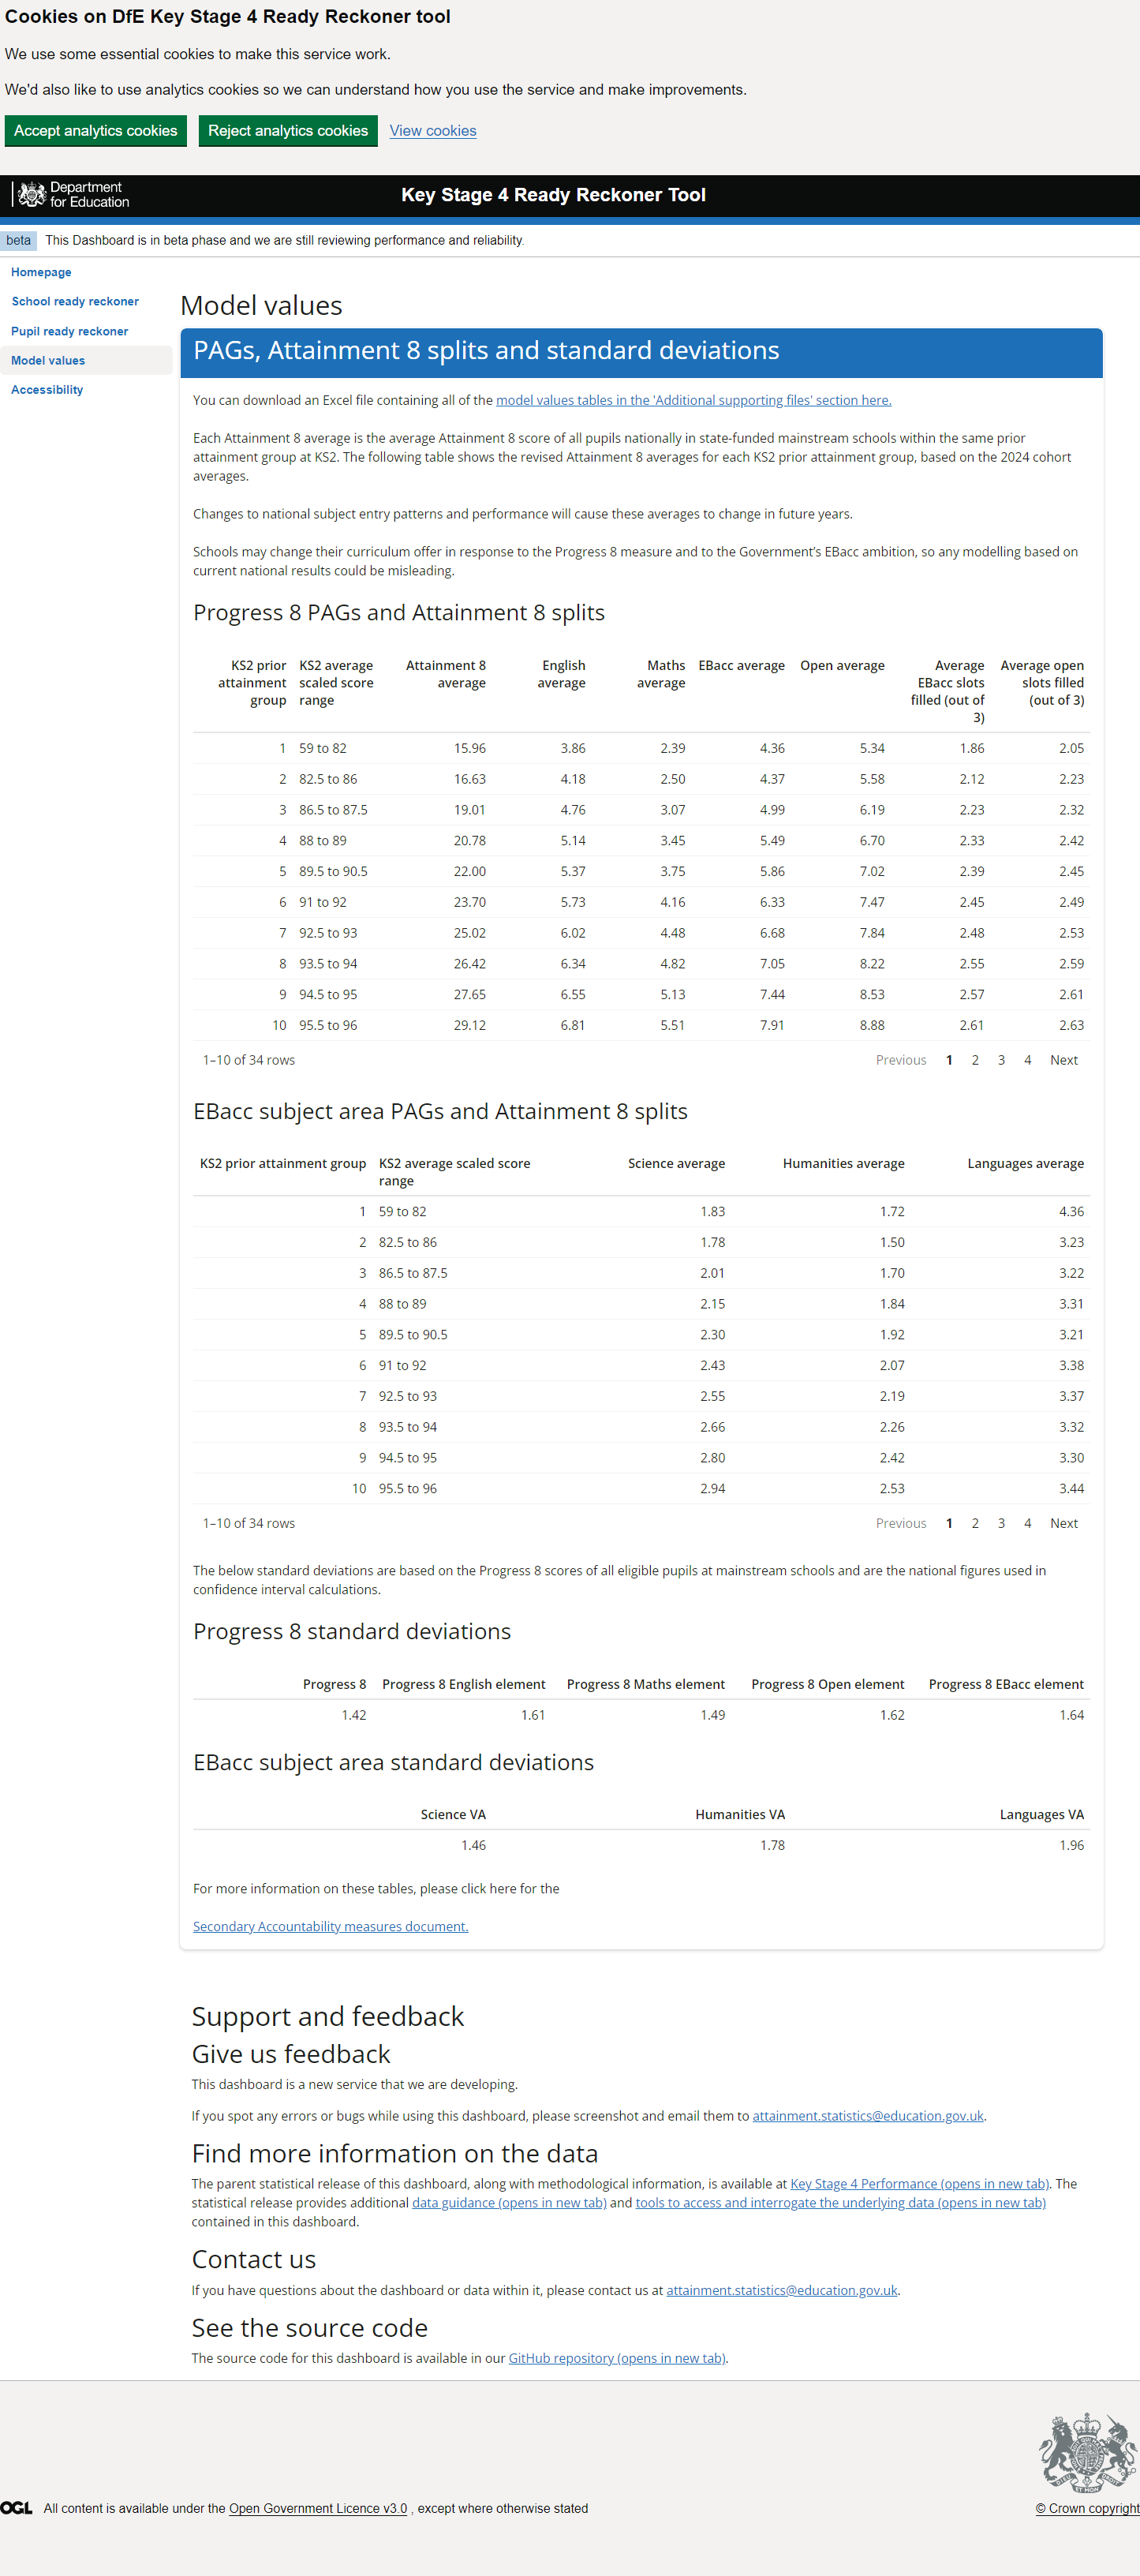 Cookies on DfE Key Stage 4 Ready Reckoner tool
We use some essential cookies to make this service work.
We'd also like to use analytics cookies so we can understand how you use the service and make improvements.
Accept analytics cookies Reject analytics cookies View cookies
Department for Education
Key Stage 4 Ready Reckoner Tool
beta This Dashboard is in beta phase and we are still reviewing performance and reliability.
Homepage
School ready reckoner
Pupil ready reckoner
Model values
Accessibility
Model values
PAGs, Attainment 8 splits and standard deviations
You can download an Excel file containing all of the model values tables in the 'Additional supporting files' section here.
Each Attainment 8 average is the average Attainment 8 score of all pupils nationally in state-funded mainstream schools within the same prior
attainment group at KS2. The following table shows the revised Attainment 8 averages for each KS2 prior attainment group, based on the 2024 cohort
averages.
Changes to national subject entry patterns and performance will cause these averages to change in future years.
Schools may change their curriculum offer in response to the Progress 8 measure and to the Government’s EBacc ambition, so any modelling based on
current national results could be misleading.
Progress 8 PAGs and Attainment 8 splits
KS2 prior attainment group KS2 average scaled score range Attainment 8 average English average Maths average EBacc average Open average Average EBacc slots filled (out of 3) Average open slots filled (out of 3)
1 59 to 82 15.96 3.86 2.39 4.36 5.34 1.86 2.05
2 82.5 to 86 16.63 4.18 2.50 4.37 5.58 2.12 2.23
3 86.5 to 87.5 19.01 4.76 3.07 4.99 6.19 2.23 2.32
4 88 to 89 20.78 5.14 3.45 5.49 6.70 2.33 2.42
5 89.5 to 90.5 22.00 5.37 3.75 5.86 7.02 2.39 2.45
6 91 to 92 23.70 5.73 4.16 6.33 7.47 2.45 2.49
7 92.5 to 93 25.02 6.02 4.48 6.68 7.84 2.48 2.53
8 93.5 to 94 26.42 6.34 4.82 7.05 8.22 2.55 2.59
9 94.5 to 95 27.65 6.55 5.13 7.44 8.53 2.57 2.61
10 95.5 to 96 29.12 6.81 5.51 7.91 8.88 2.61 2.63
1–10 of 34 rows Previous 1 2 3 4 Next
EBacc subject area PAGs and Attainment 8 splits
KS2 prior attainment group KS2 average scaled score range Science average Humanities average Languages average
1 59 to 82 1.83 1.72 4.36
2 82.5 to 86 1.78 1.50 3.23
3 86.5 to 87.5 2.01 1.70 3.22
4 88 to 89 2.15 1.84 3.31
5 89.5 to 90.5 2.30 1.92 3.21
6 91 to 92 2.43 2.07 3.38
7 92.5 to 93 2.55 2.19 3.37
8 93.5 to 94 2.66 2.26 3.32
9 94.5 to 95 2.80 2.42 3.30
10 95.5 to 96 2.94 2.53 3.44
1–10 of 34 rows Previous 1 2 3 4 Next
The below standard deviations are based on the Progress 8 scores of all eligible pupils at mainstream schools and are the national figures used in
confidence interval calculations.
Progress 8 standard deviations
Progress 8 Progress 8 English element Progress 8 Maths element Progress 8 Open element Progress 8 EBacc element
1.42 1.61 1.49 1.62 1.64
EBacc subject area standard deviations
Science VA Humanities VA Languages VA
1.46 1.78 1.96
For more information on these tables, please click here for the
Secondary Accountability measures document.
Support and feedback
Give us feedback
This dashboard is a new service that we are developing.
If you spot any errors or bugs while using this dashboard, please screenshot and email them to attainment.statistics@education.gov.uk.
Find more information on the data
The parent statistical release of this dashboard, along with methodological information, is available at Key Stage 4 Performance (opens in new tab). The
statistical release provides additional data guidance (opens in new tab) and tools to access and interrogate the underlying data (opens in new tab)
contained in this dashboard.
Contact us
If you have questions about the dashboard or data within it, please contact us at attainment.statistics@education.gov.uk.
See the source code
The source code for this dashboard is available in our GitHub repository (opens in new tab).
OGL All content is available under the Open Government Licence v3.0 , except where otherwise stated
© Crown copyright